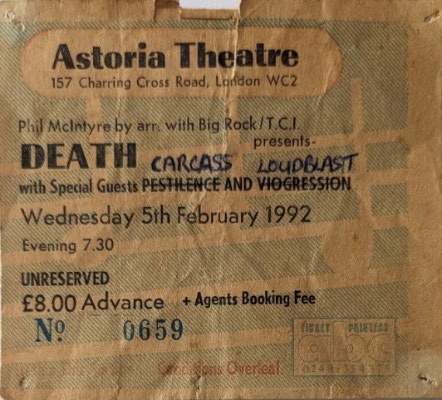 Astoria Theatre
157 Charring Cross Road, London WC2
Phil McIntyre by arr. with Big Rock/T.C.I.
presents-
DEATH CARCASS LOUDBLAST
with Special Guests PESTILENCE AND VIOGRESSION
Wednesday 5th February 1992
Evening 7.30
UNRESERVED
£8.00 Advance + Agents Booking Fee
Nº 0659
TICKET PRINTERS
Conditions Overleaf